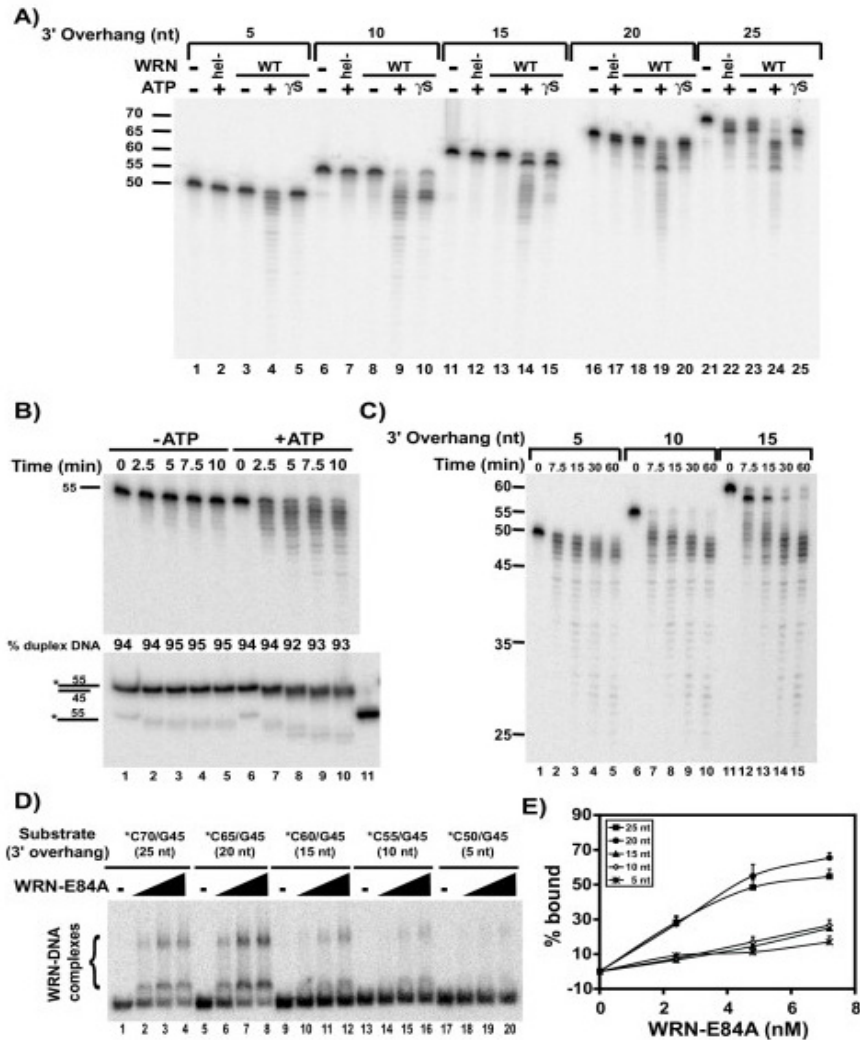 A)
3' Overhang (nt) 5 10 15 20 25
WRN - hel- WT - hel- WT - hel- WT - hel- WT - hel- WT
ATP - + - + γS - + - + γS - + - + γS - + - + γS - + - + γS
70
65
60
55
50
1 2 3 4 5 6 7 8 9 10 11 12 13 14 15 16 17 18 19 20 21 22 23 24 25
B)
-ATP +ATP
Time (min) 0 2.5 5 7.5 10 0 2.5 5 7.5 10
55
% duplex DNA 94 94 95 95 95 94 94 92 93 93
* 55
45
* 55
1 2 3 4 5 6 7 8 9 10 11
C)
3' Overhang (nt) 5 10 15
Time (min) 0 7.5 15 30 60 0 7.5 15 30 60 0 7.5 15 30 60
60
55
50
45
35
25
1 2 3 4 5 6 7 8 9 10 11 12 13 14 15
D)
Substrate *C70/G45 *C65/G45 *C60/G45 *C55/G45 *C50/G45
(3' overhang) (25 nt) (20 nt) (15 nt) (10 nt) (5 nt)
WRN-E84A - - - - -
WRN-DNA
complexes
1 2 3 4 5 6 7 8 9 10 11 12 13 14 15 16 17 18 19 20
E)
90
70
50
30
10
-10
% bound
25 nt
20 nt
15 nt
10 nt
5 nt
0 2 4 6 8
WRN-E84A (nM)